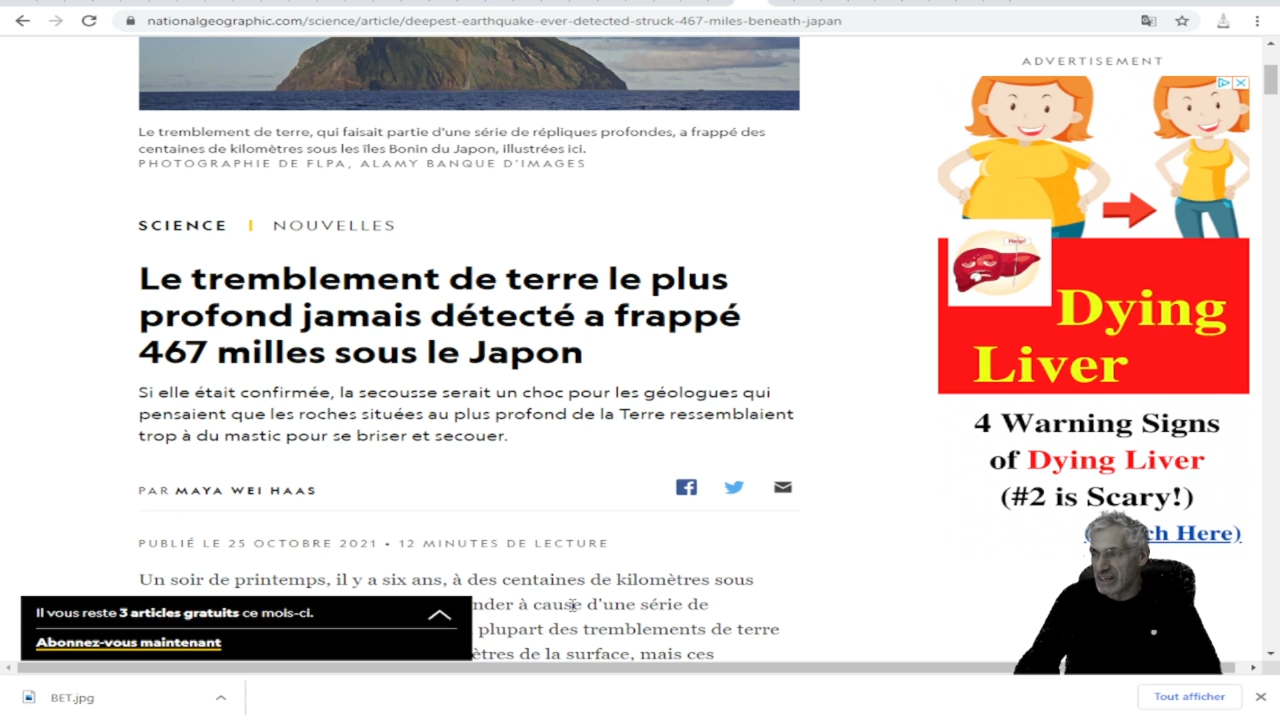 nationalgeographic.com/science/article/deepest-earthquake-ever-detected-struck-467-miles-beneath-japan
ADVERTISEMENT
Le tremblement de terre, qui faisait partie d'une série de répliques profondes, a frappé des
centaines de kilomètres sous les îles Bonin du Japon, illustrées ici.
PHOTOGRAPHIE DE FLPA, ALAMY BANQUE D'IMAGES
SCIENCE | NOUVELLES
Le tremblement de terre le plus
profond jamais détecté a frappé
467 milles sous le Japon
Si elle était confirmée, la secousse serait un choc pour les géologues qui
pensaient que les roches situées au plus profond de la Terre ressemblaient
trop à du mastic pour se briser et secouer.
PAR MAYA WEI HAAS
PUBLIÉ LE 25 OCTOBRE 2021 • 12 MINUTES DE LECTURE
Un soir de printemps, il y a six ans, à des centaines de kilomètres sous
nder à cause d'une série de
plupart des tremblements de terre
ètres de la surface, mais ces
Il vous reste 3 articles gratuits ce mois-ci.
Abonnez-vous maintenant
Help!
Dying
Liver
4 Warning Signs
of Dying Liver
(#2 is Scary!)
ch Here)
BET.jpg
Tout afficher